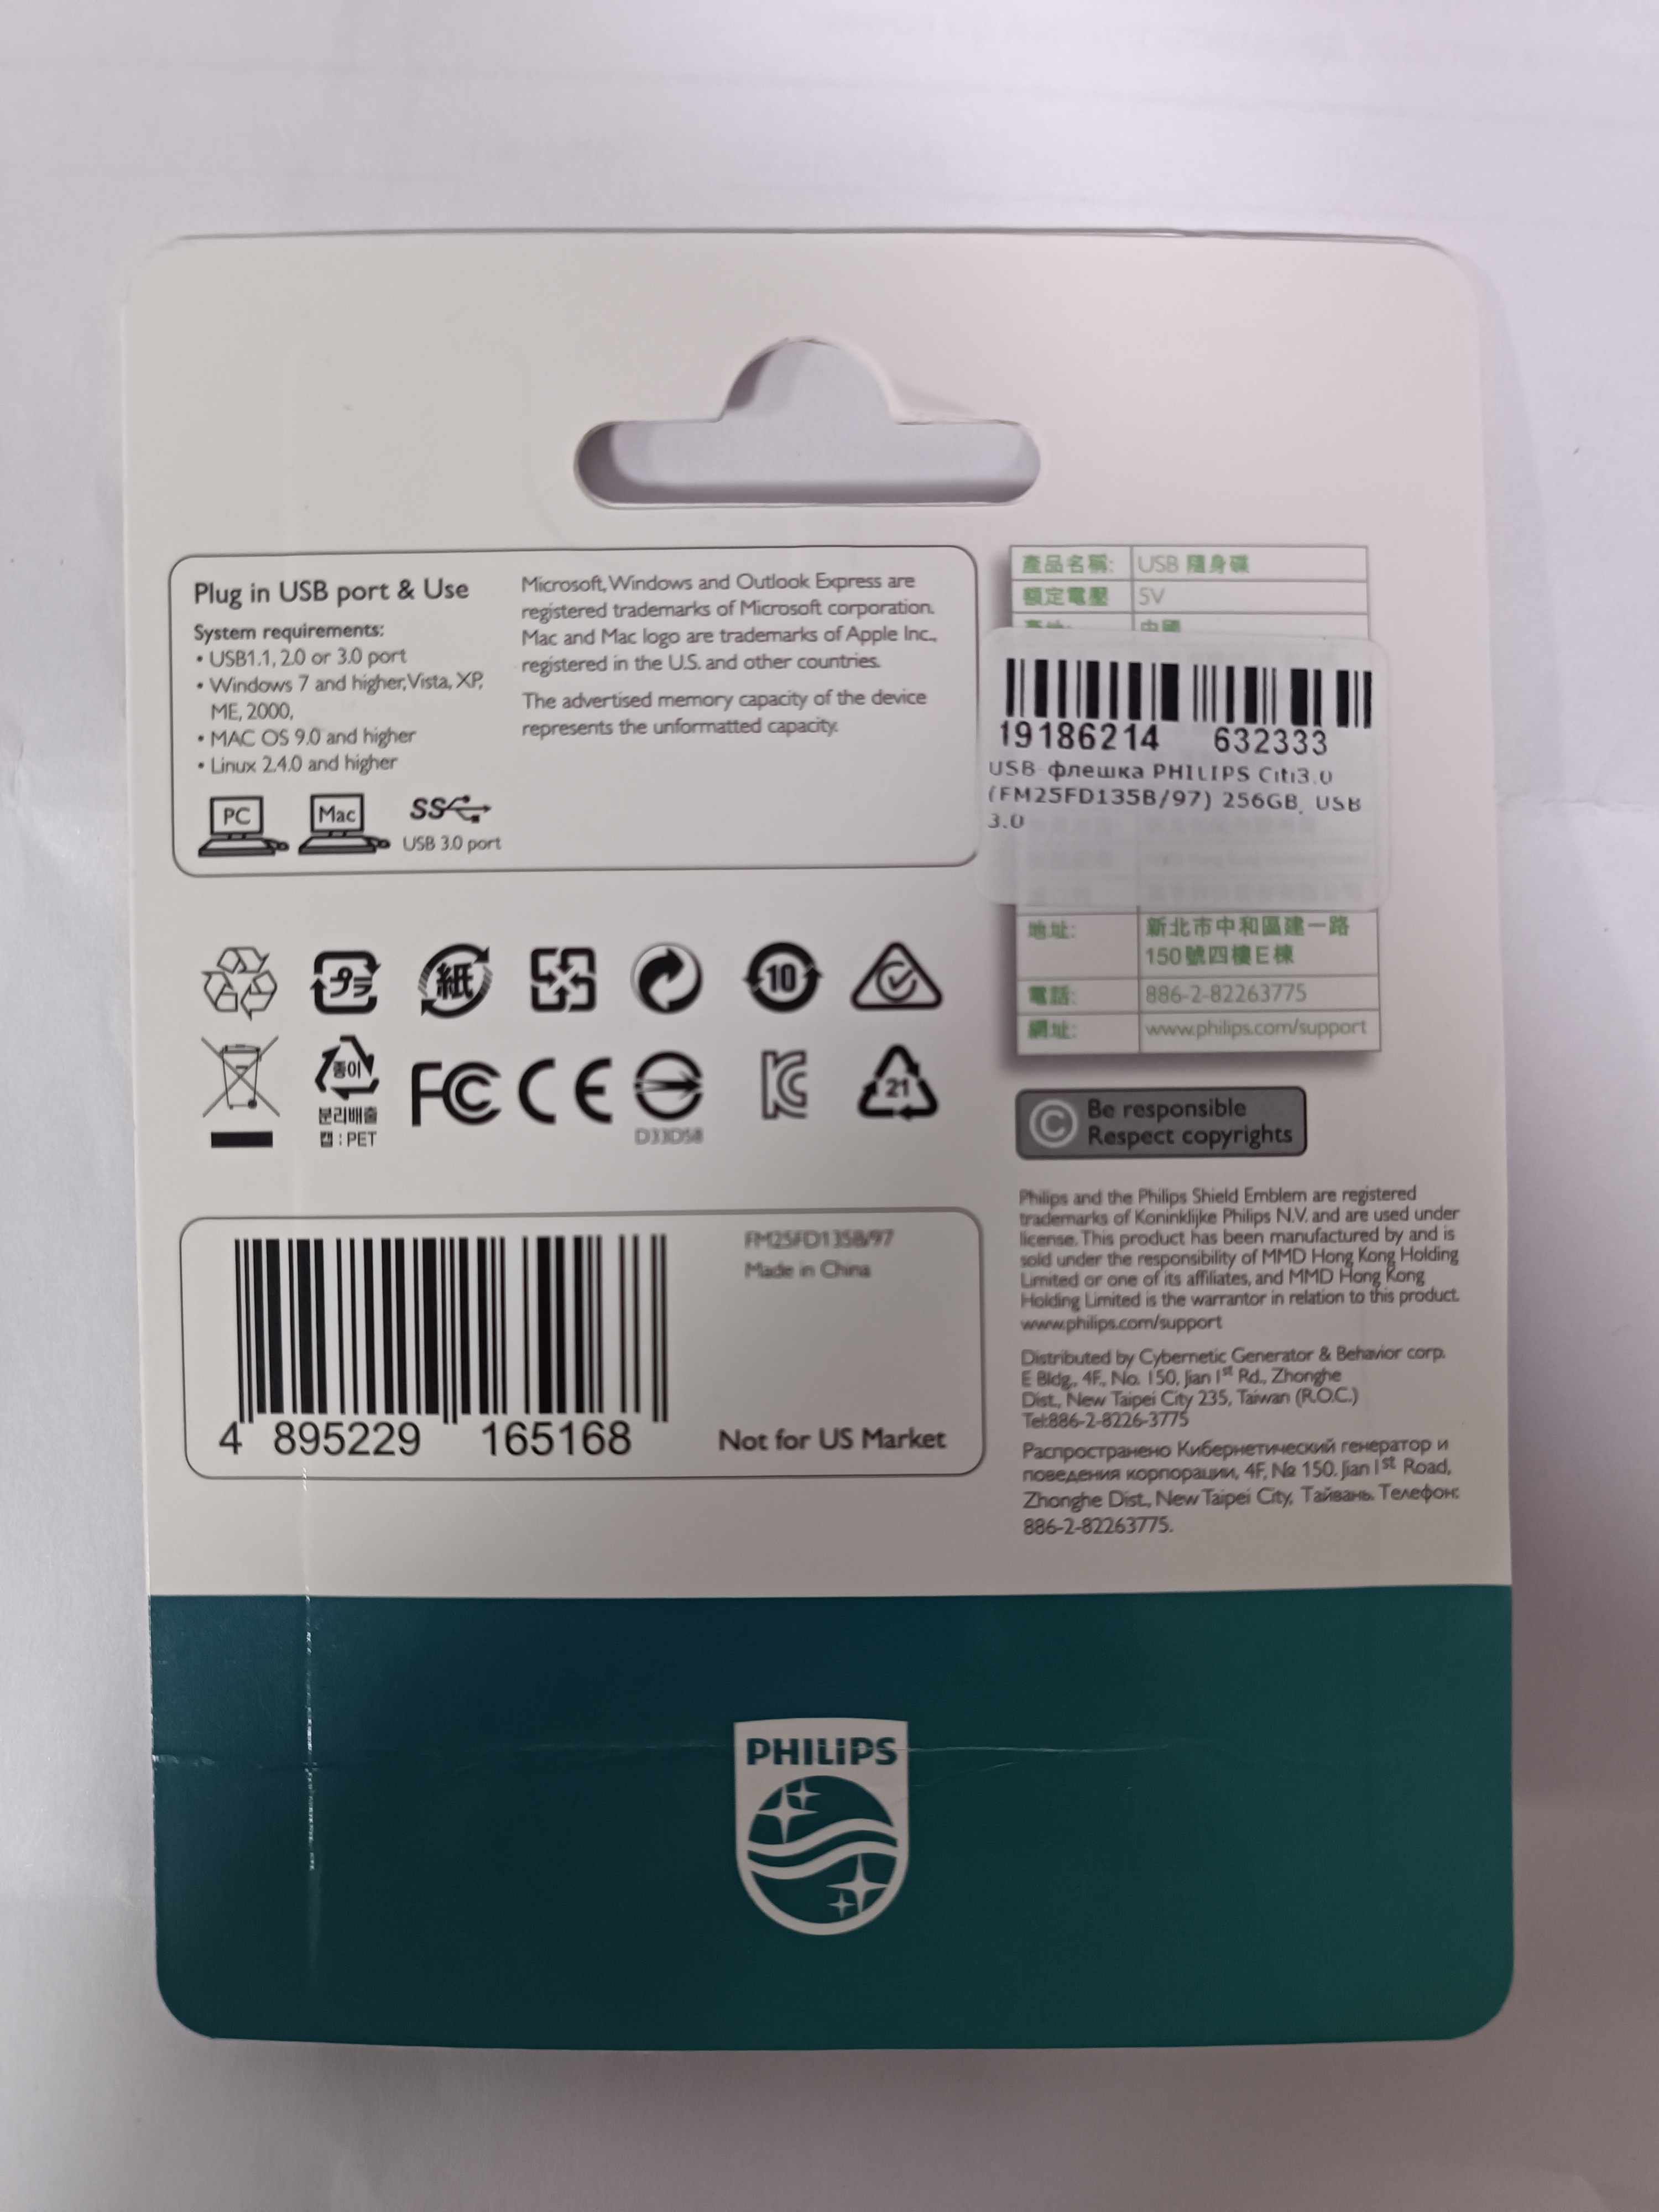 Plug in USB port & Use
System requirements:
• USB1.1, 2.0 or 3.0 port
• Windows 7 and higher,Vista, XP,
ME, 2000,
• MAC OS 9.0 and higher
• Linux 2.4.0 and higher
PC
Mac
SS
USB 3.0 port
Microsoft, Windows and Outlook Express are
registered trademarks of Microsoft corporation.
Mac and Mac logo are trademarks of Apple Inc.,
registered in the U.S. and other countries.
The advertised memory capacity of the device
represents the unformatted capacity.
產品名稱: USB 隨身碟
額定電壓 5V
產地: 中國
19186214 632333
USB-флешка PHILIPS Citi3.0
(FM25FD135B/97) 256GB, USB
3.0
地址: 新北市中和區建一路
150號四樓E棟
電話: 886-2-82263775
網址: www.philips.com/support
プラ
紙
10
종이
분리배출
캡 : PET
FC CE
D33D58
21
© Be responsible
Respect copyrights
4 895229 165168
FM25FD135B/97
Made in China
Not for US Market
Philips and the Philips Shield Emblem are registered
trademarks of Koninklijke Philips N.V. and are used under
license. This product has been manufactured by and is
sold under the responsibility of MMD Hong Kong Holding
Limited or one of its affiliates, and MMD Hong Kong
Holding Limited is the warrantor in relation to this product.
www.philips.com/support
Distributed by Cybernetic Generator & Behavior corp.
E Bldg., 4F., No. 150, Jian 1st Rd., Zhonghe
Dist., New Taipei City 235, Taiwan (R.O.C.)
Tel:886-2-8226-3775
Распространено Кибернетический генератор и
поведения корпорации, 4F, № 150. Jian 1st Road,
Zhonghe Dist., New Taipei City, Тайвань. Телефон:
886-2-82263775.
PHILIPS